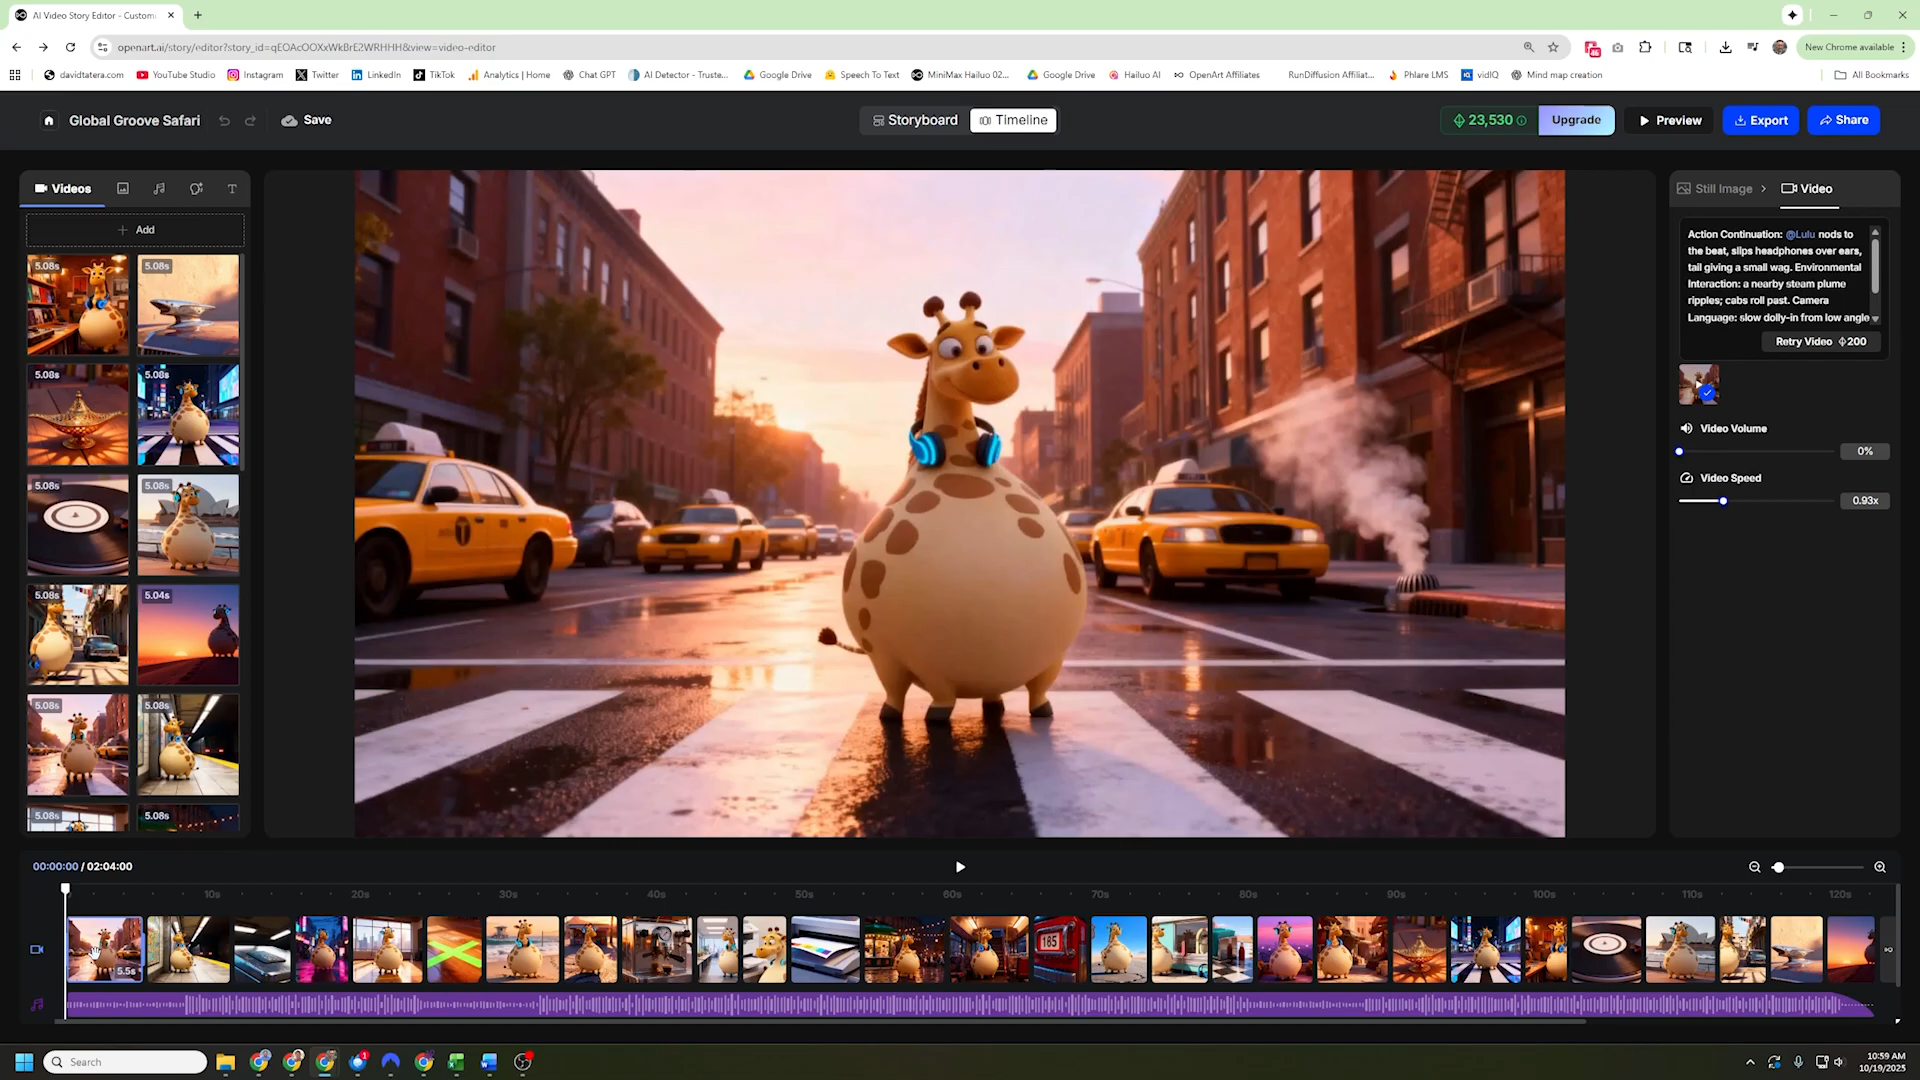 AI Video Story Editor - Custom
openart.ai/story/editor?story_id=qEOAcOOXxWkBrE2WRHHH&view=video-editor
46
New Chrome available
davidtatera.com
YouTube Studio
Instagram
Twitter
LinkedIn
TikTok
Analytics | Home
Chat GPT
AI Detector - Truste...
Google Drive
Speech To Text
MiniMax Hailuo 02...
Google Drive
Hailuo AI
OpenArt Affiliates
RunDiffusion Affiliat...
Phlare LMS
vidIQ
Mind map creation
All Bookmarks
Global Groove Safari
Save
Storyboard
Timeline
23,530
Upgrade
Preview
Export
Share
Videos
T
Add
5.08s
5.08s
5.08s
5.08s
5.08s
5.08s
5.08s
5.04s
5.08s
5.08s
5.08s
5.08s
T
Still Image
Video
Action Continuation: @Lulu nods to
the beat, slips headphones over ears,
tail giving a small wag. Environmental
Interaction: a nearby steam plume
ripples; cabs roll past. Camera
Language: slow dolly-in from low angle
Retry Video 200
Video Volume
0%
Video Speed
0.93x
00:00:00 / 02:04:00
10s
20s
30s
40s
50s
60s
70s
80s
90s
100s
110s
120s
5.5s
185
Search
1
10:59 AM
10/19/2025